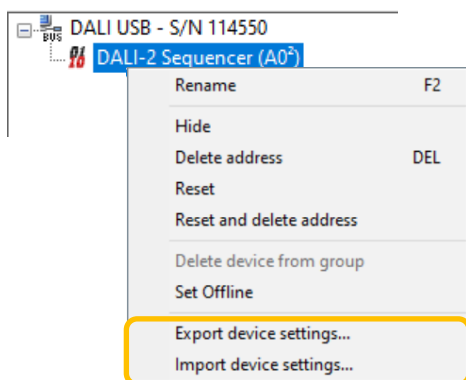 DALI USB - S/N 114550
BUS
DALI-2 Sequencer (A0²)
Rename F2
Hide
Delete address DEL
Reset
Reset and delete address
Delete device from group
Set Offline
Export device settings...
Import device settings...